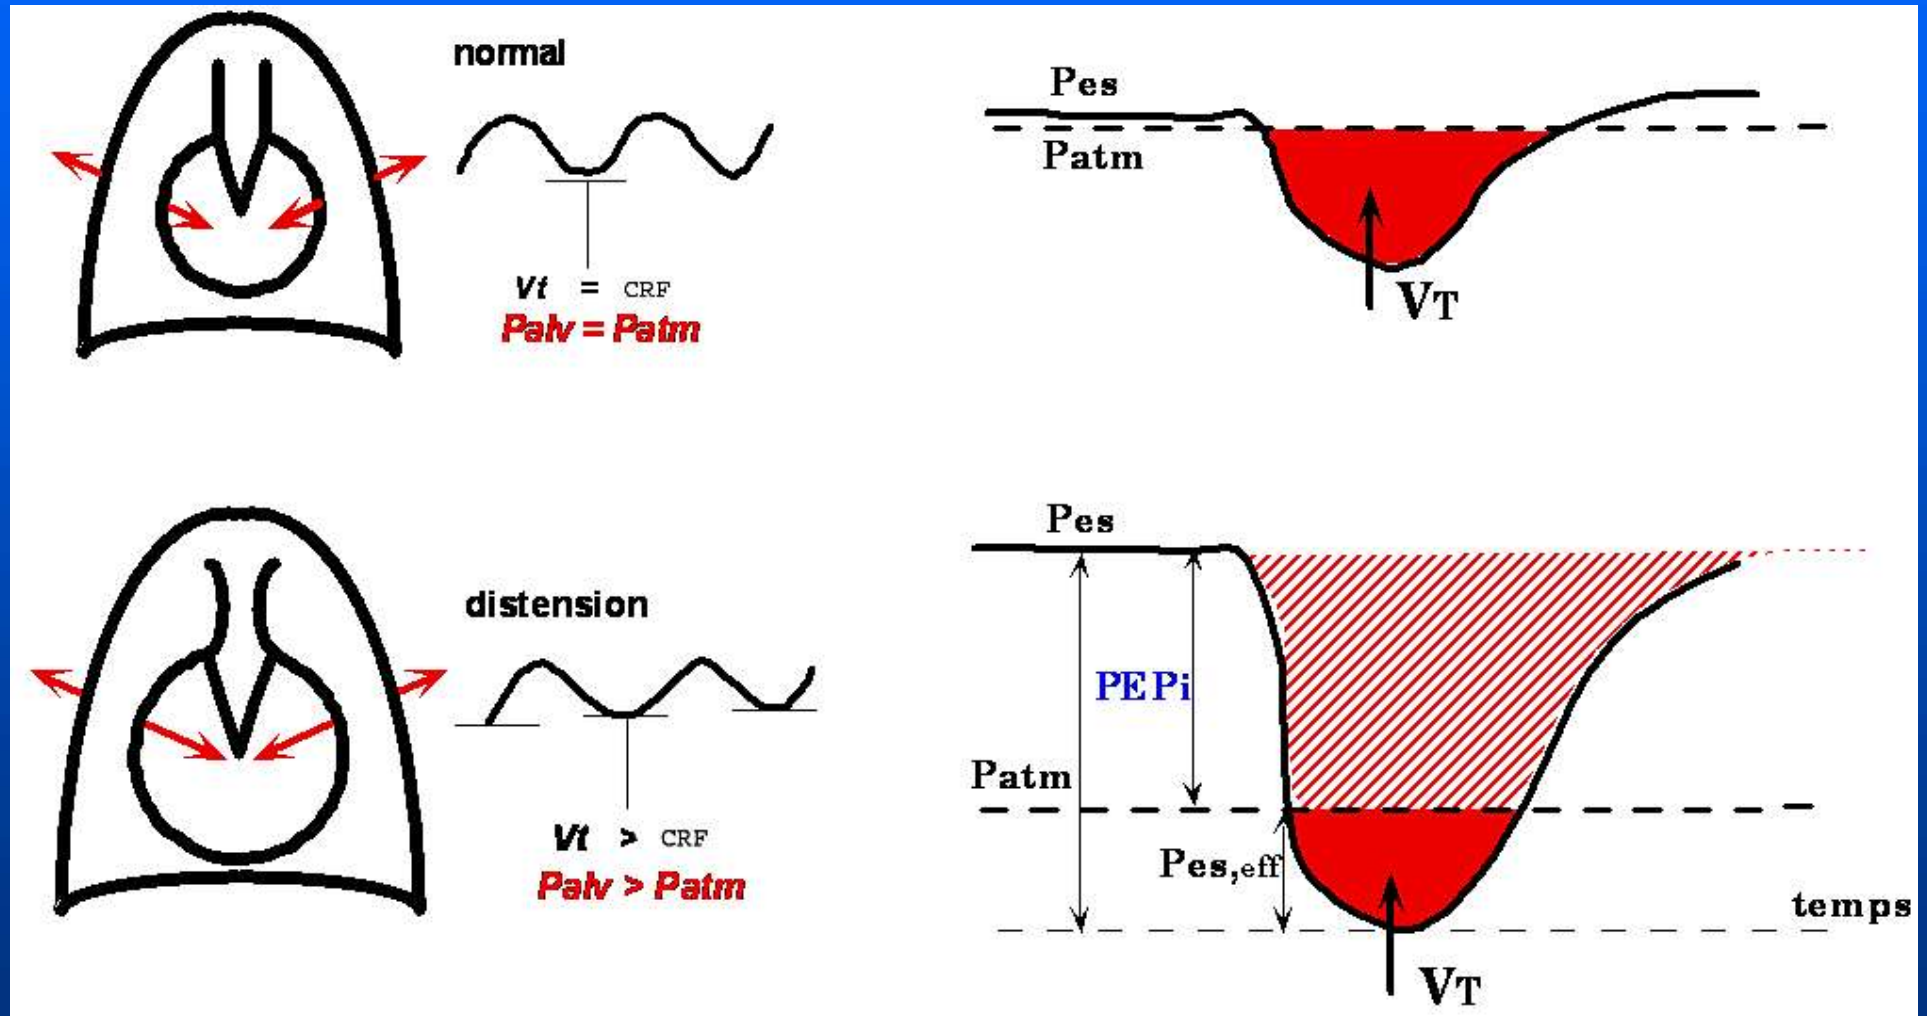 normal
Vt = CRF
Palv = Patm
Pes
Patm
VT
distension
Vt > CRF
Palv > Patm
Pes
PEPi
Patm
Pes,eff
temps
VT